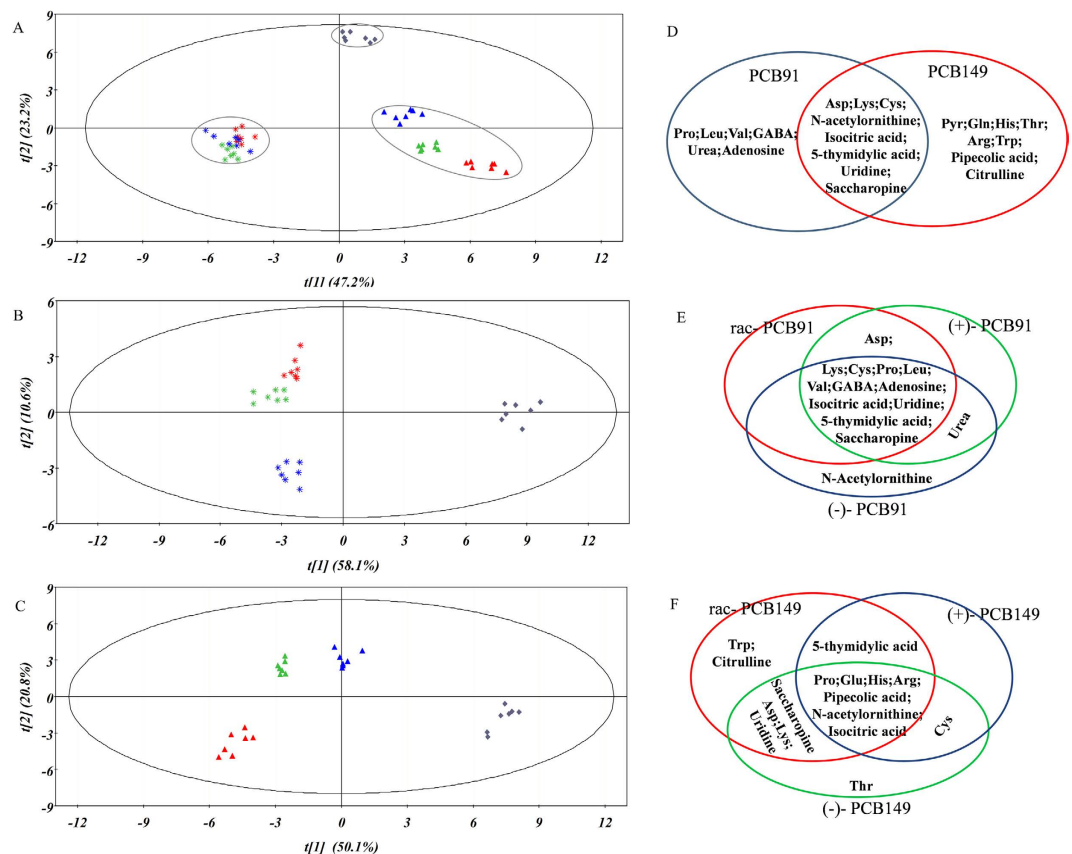 A
9
6
3
0
-3
-6
-9
t[2] (23.2%)
-12
-9
-6
-3
0
3
6
9
12
t[1] (47.2%)
B
6
3
0
-3
-6
t[2] (10.6%)
-12
-9
-6
-3
0
3
6
9
12
t[1] (58.1%)
C
9
6
3
0
-3
-6
-9
t[2] (20.8%)
-12
-9
-6
-3
0
3
6
9
12
t[1] (50.1%)
D
PCB91
PCB149
Pro;Leu;Val;GABA;
Urea;Adenosine
Asp;Lys;Cys;
N-acetylornithine;
Isocitric acid;
5-thymidylic acid;
Uridine;
Saccharopine
Pyr;Gln;His;Thr;
Arg;Trp;
Pipecolic acid;
Citrulline
E
rac- PCB91
(+)- PCB91
Asp;
Lys;Cys;Pro;Leu;
Val;GABA;Adenosine;
Isocitric acid;Uridine;
5-thymidylic acid;
Saccharopine
Urea
N-Acetylornithine
(-)- PCB91
F
rac- PCB149
(+)- PCB149
Trp;
Citrulline
5-thymidylic acid
Pro;Glu;His;Arg;
Pipecolic acid;
N-acetylornithine;
Isocitric acid
Saccharopine
Asp;Lys;
Uridine
Cys
Thr
(-)- PCB149